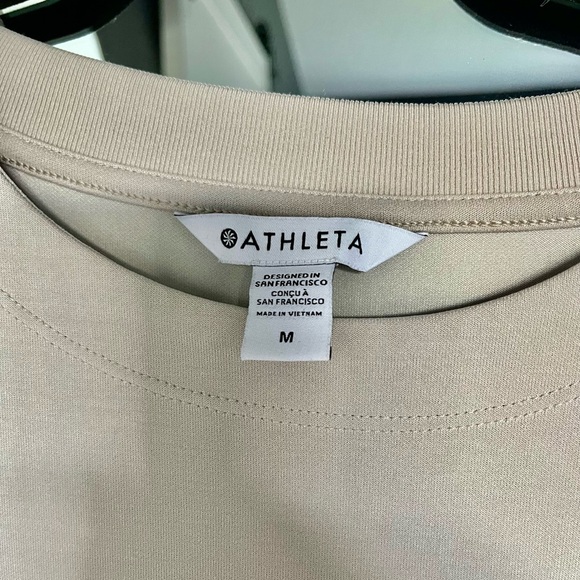 ATHLETA
DESIGNED IN
SAN FRANCISCO
CONÇU À
SAN FRANCISCO
MADE IN VIETNAM
M